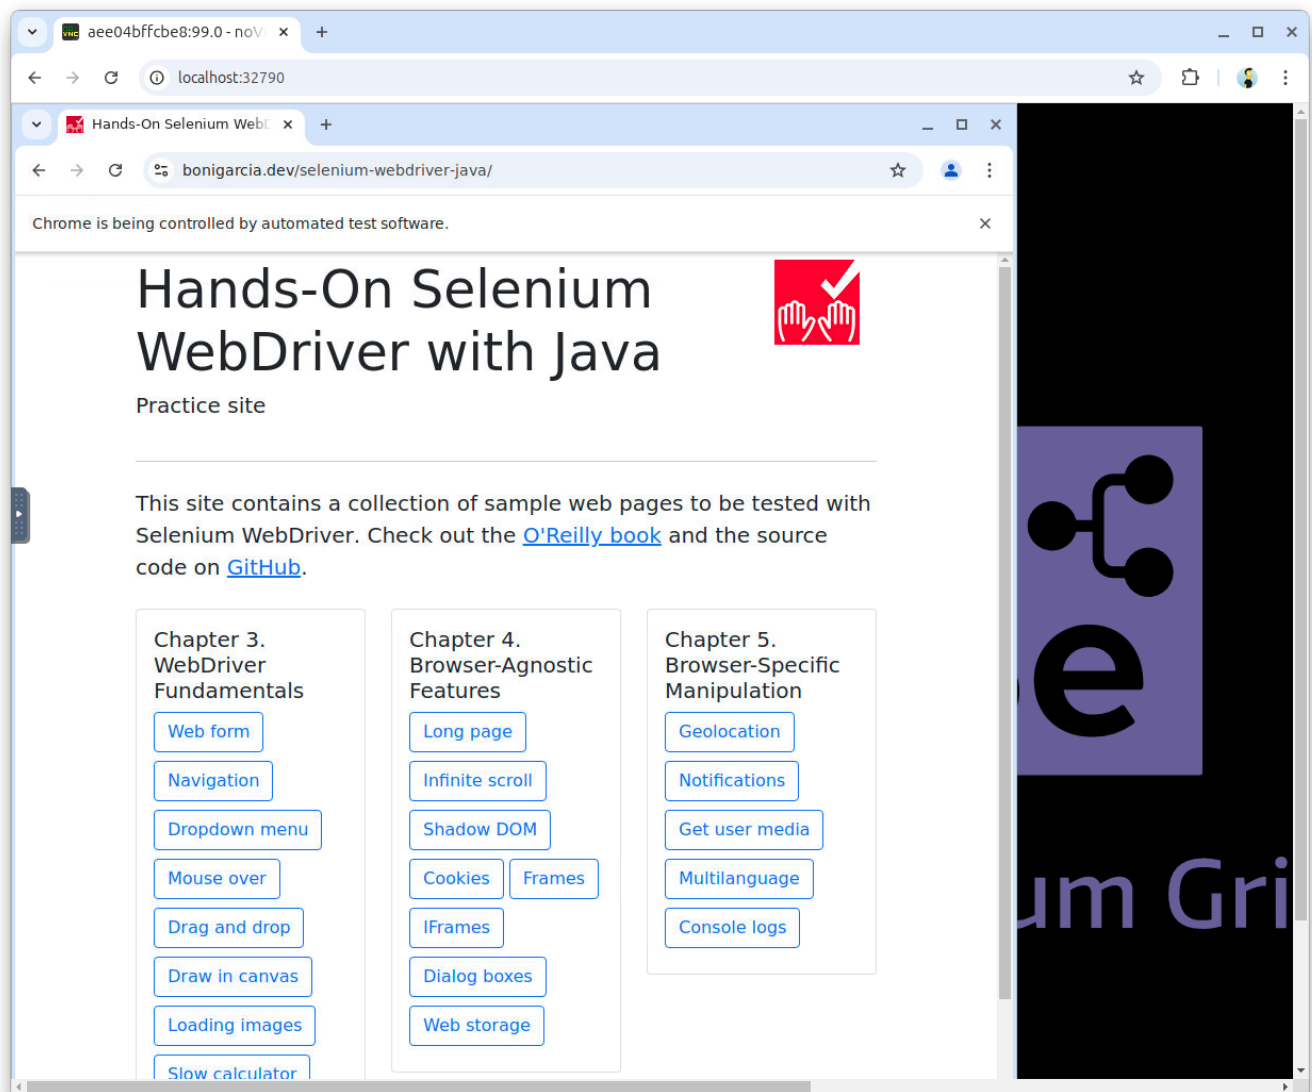 aee04bffcbe8:99.0 - noV
localhost:32790
Hands-On Selenium WebD
bonigarcia.dev/selenium-webdriver-java/
Chrome is being controlled by automated test software.
Hands-On Selenium
WebDriver with Java
Practice site
This site contains a collection of sample web pages to be tested with
Selenium WebDriver. Check out the O'Reilly book and the source
code on GitHub.
Chapter 3.
WebDriver
Fundamentals
Web form
Navigation
Dropdown menu
Mouse over
Drag and drop
Draw in canvas
Loading images
Slow calculator
Chapter 4.
Browser-Agnostic
Features
Long page
Infinite scroll
Shadow DOM
Cookies Frames
IFrames
Dialog boxes
Web storage
Chapter 5.
Browser-Specific
Manipulation
Geolocation
Notifications
Get user media
Multilanguage
Console logs
e
um Gri